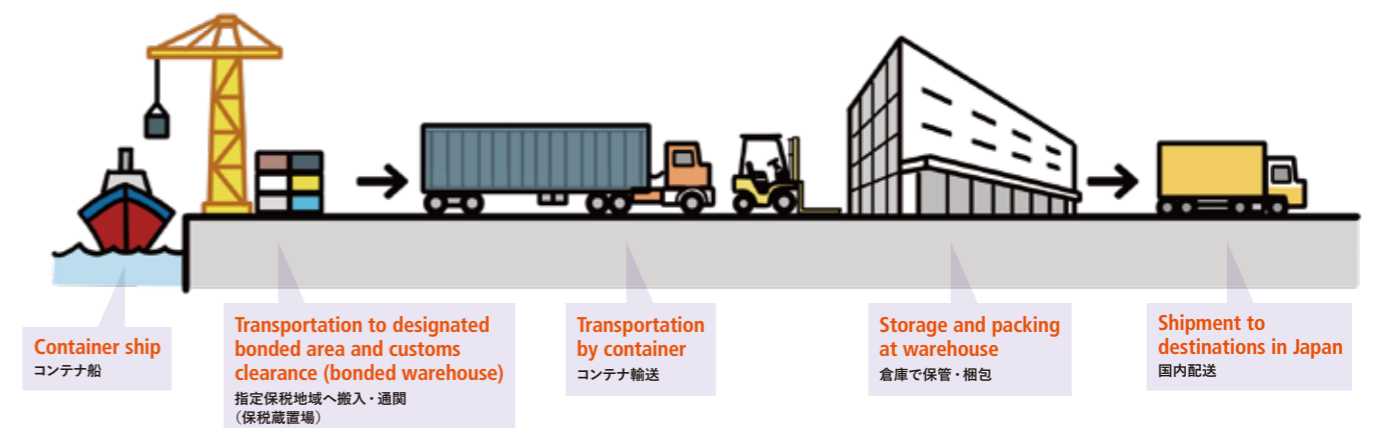 Container ship
コンテナ船
Transportation to designated
bonded area and customs
clearance (bonded warehouse)
指定保税地域へ搬入・通関
（保税蔵置場）
Transportation
by container
コンテナ輸送
Storage and packing
at warehouse
倉庫で保管・梱包
Shipment to
destinations in Japan
国内配送